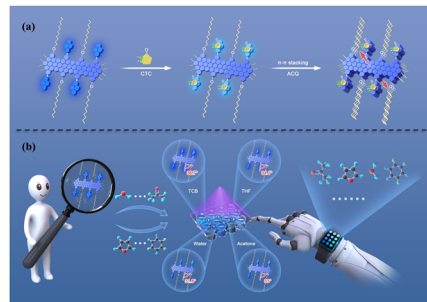 (a)
CTC
π-π stacking
ACQ
(b)
TCB
THF
Water
Acetone